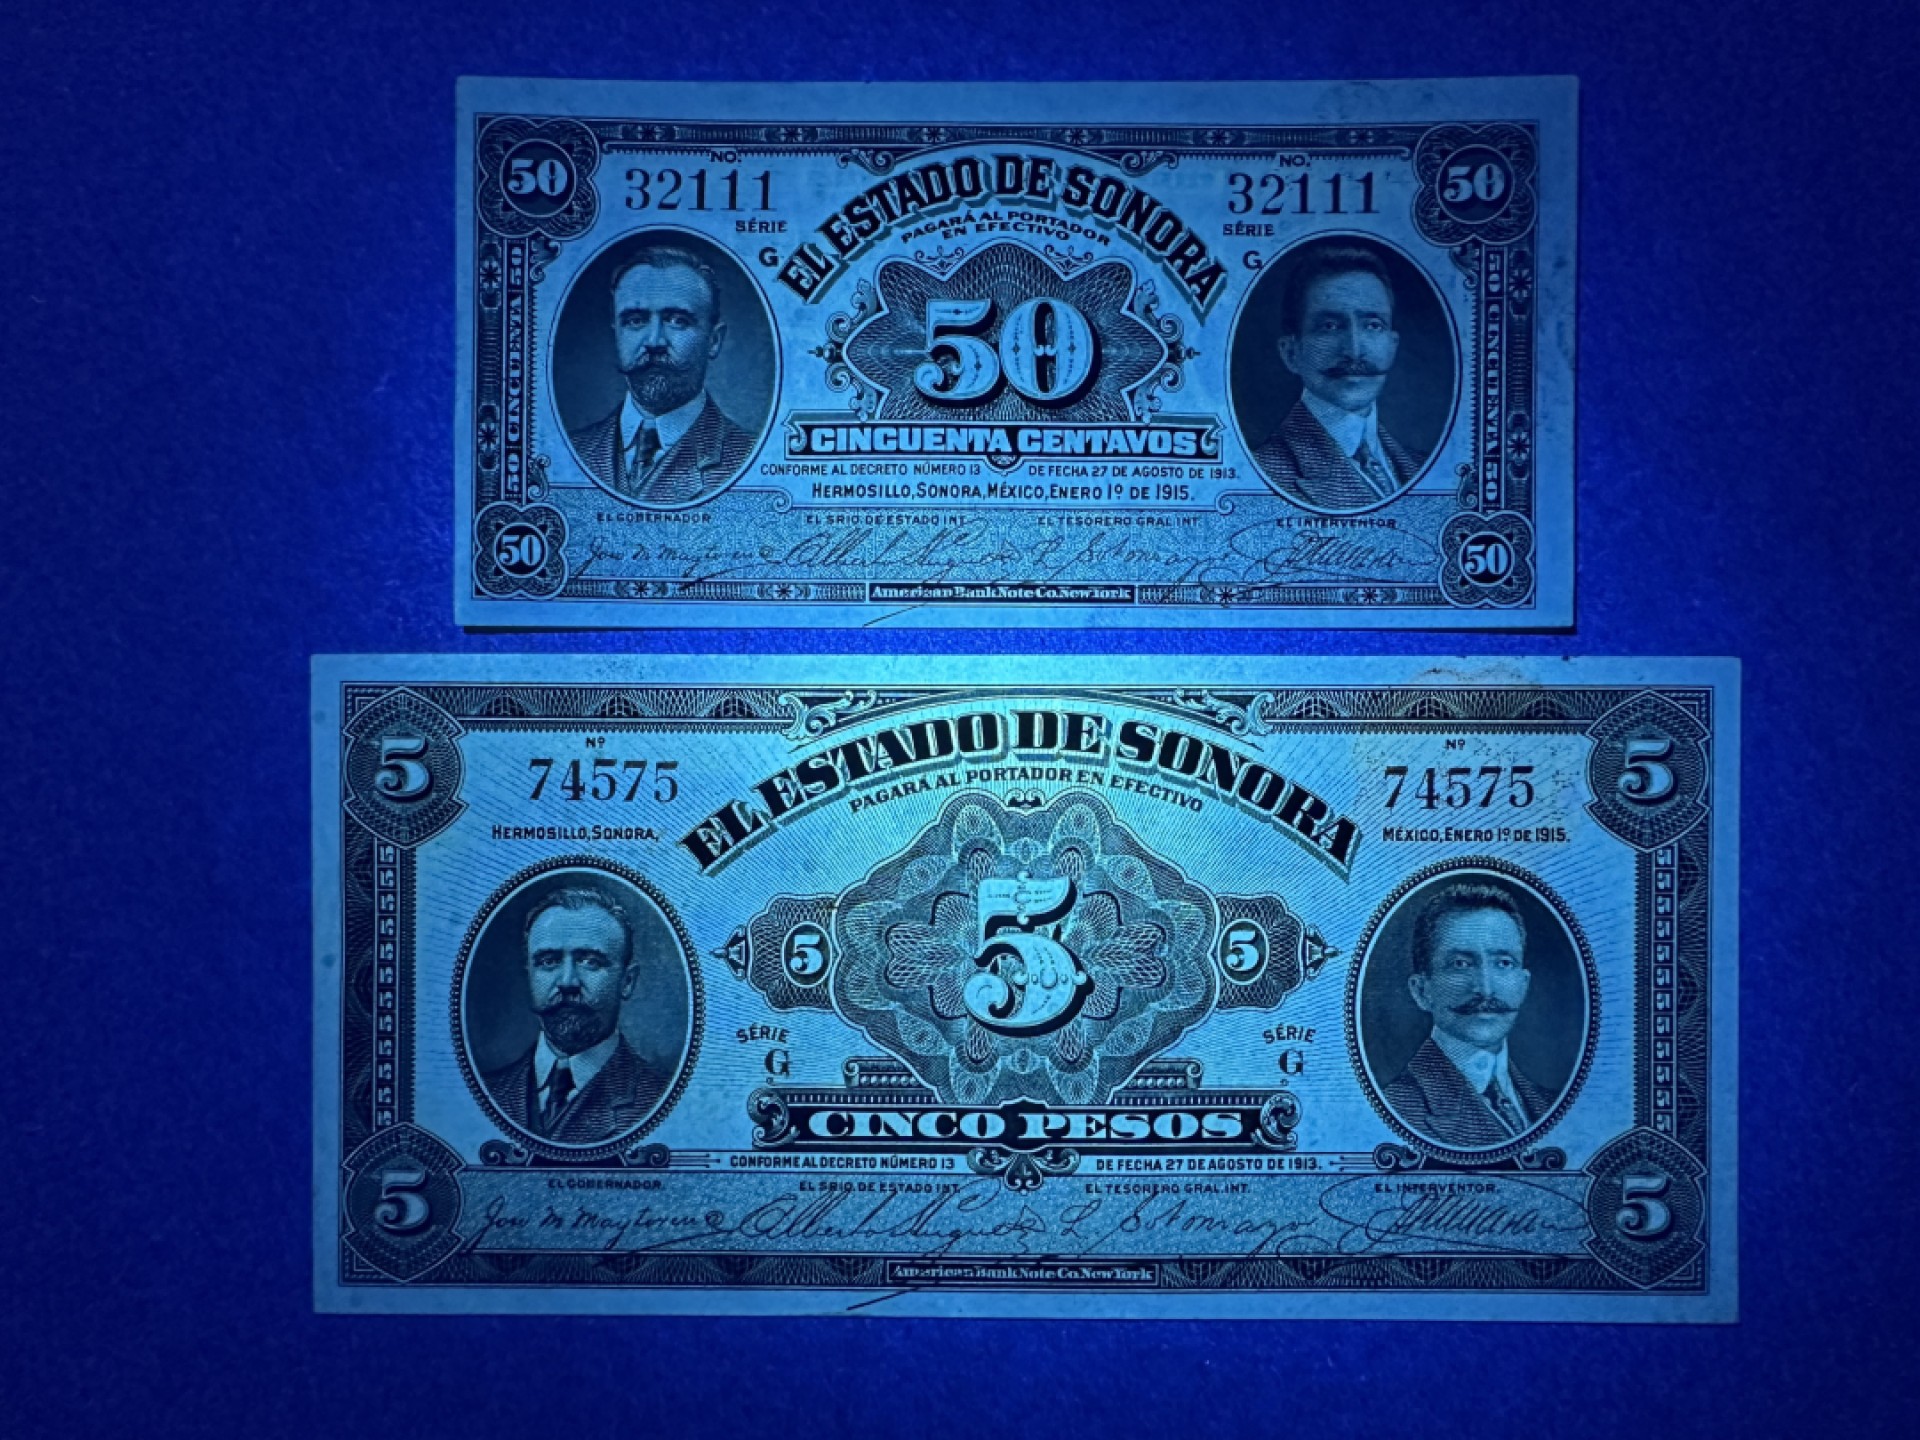 50
50
NO.
32111
SÉRIE
G
EL ESTADO DE SONORA
PAGARÁ AL PORTADOR
EN EFECTIVO
NO.
32111
SÉRIE
G
50 CINCUENTA 50
50
50 CINCUENTA 50
CINCUENTA CENTAVOS
CONFORME AL DECRETO NÚMERO 13 DE FECHA 27 DE AGOSTO DE 1913.
HERMOSILLO, SONORA, MÉXICO, ENERO 1º DE 1915.
EL GOBERNADOR EL SRIO. DE ESTADO INT. EL TESORERO GRAL. INT. EL INTERVENTOR
50
50
American Bank Note Co. New York
5
5
Nº
74575
HERMOSILLO, SONORA,
EL ESTADO DE SONORA
PAGARÁ AL PORTADOR EN EFECTIVO
Nº
74575
MÉXICO, ENERO 1º DE 1915.
5 5 5
SÉRIE
G
SÉRIE
G
CINCO PESOS
CONFORME AL DECRETO NÚMERO 13 DE FECHA 27 DE AGOSTO DE 1913.
EL GOBERNADOR. EL SRIO. DE ESTADO INT. EL TESORERO GRAL. INT. EL INTERVENTOR.
5
5
American Bank Note Co. New York